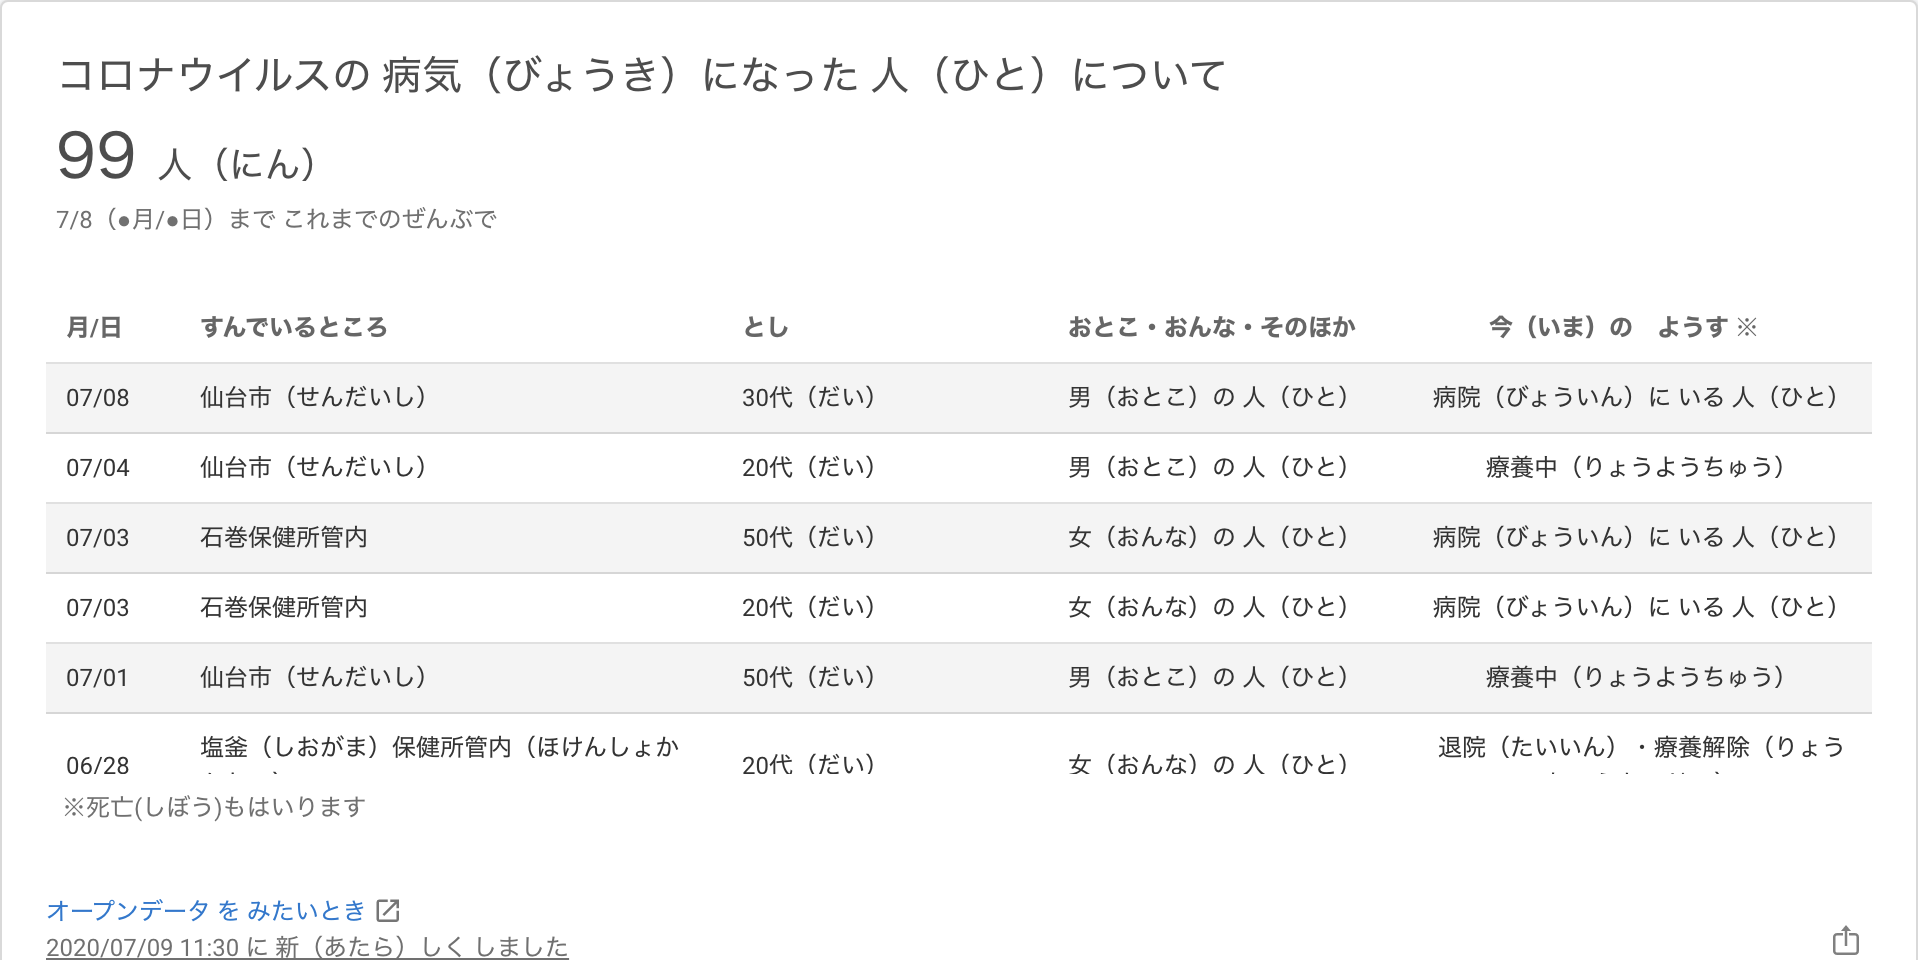 コロナウイルスの 病気（びょうき）になった 人（ひと）について
99 人（にん）
7/8（●月/●日）まで これまでのぜんぶで
月/日 すんでいるところ とし おとこ・おんな・そのほか 今（いま）の　ようす ※
07/08 仙台市（せんだいし） 30代（だい） 男（おとこ）の 人（ひと） 病院（びょういん）に いる 人（ひと）
07/04 仙台市（せんだいし） 20代（だい） 男（おとこ）の 人（ひと） 療養中（りょうようちゅう）
07/03 石巻保健所管内 50代（だい） 女（おんな）の 人（ひと） 病院（びょういん）に いる 人（ひと）
07/03 石巻保健所管内 20代（だい） 女（おんな）の 人（ひと） 病院（びょういん）に いる 人（ひと）
07/01 仙台市（せんだいし） 50代（だい） 男（おとこ）の 人（ひと） 療養中（りょうようちゅう）
06/28 塩釜（しおがま）保健所管内（ほけんしょか 20代（だい） 女（おんな）の 人（ひと） 退院（たいいん）・療養解除（りょう
※死亡(しぼう)もはいります
オープンデータ を みたいとき
2020/07/09 11:30 に 新（あたら）しく しました